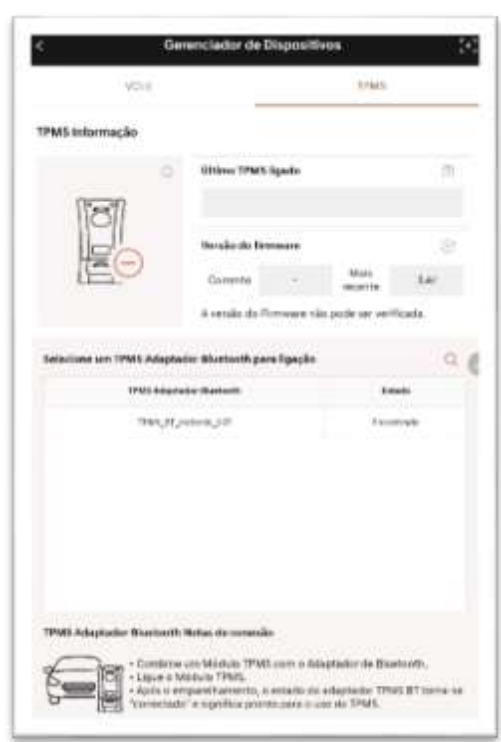 Gerenciador de Dispositivos
VCI II
TPMS
TPMS Informação
Último TPMS ligado
Versão do firmware
Corrente - Mais recente
A versão do Firmware não pode ser verificada.
Selecione um TPMS Adaptador Bluetooth para ligação
TPMS Adaptador Bluetooth Estado
TPMS Adaptador Bluetooth Notas de conexão
• Combine um Módulo TPMS com o Adaptador de Bluetooth.
• Ligue o Módulo TPMS.
• Após o emparelhamento, o estado do adaptador TPMS BT torna-se
"conectado" e significa pronto para o uso do TPMS.